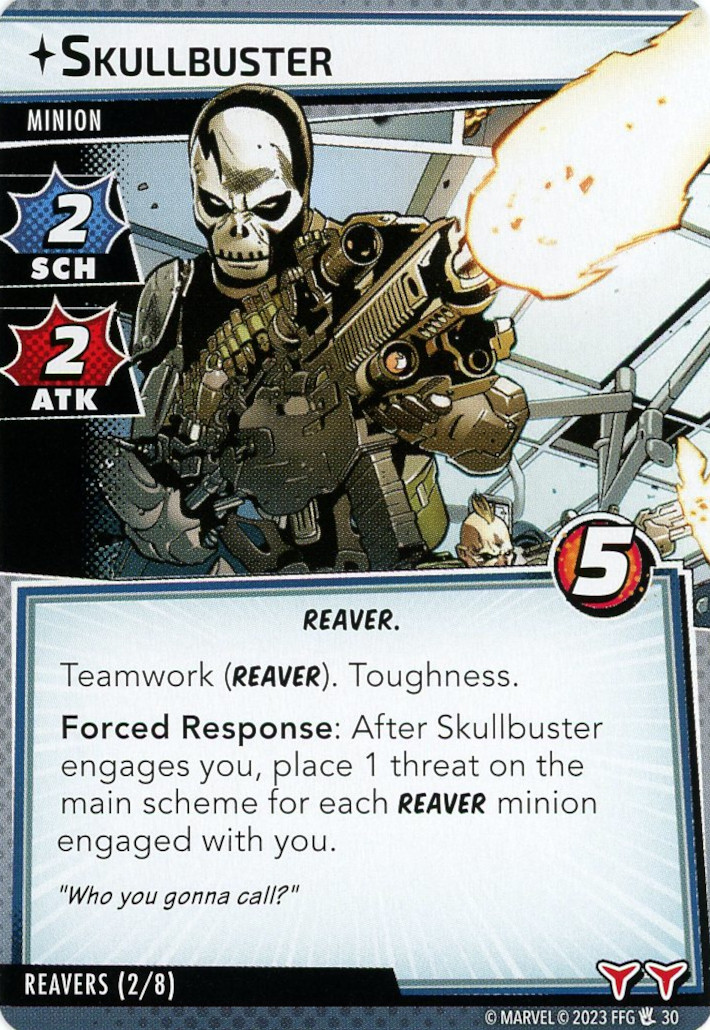 SKULLBUSTER
MINION
2
SCH
2
ATK
5
REAVER.
Teamwork (REAVER). Toughness.
Forced Response: After Skullbuster
engages you, place 1 threat on the
main scheme for each REAVER minion
engaged with you.
"Who you gonna call?"
REAVERS (2/8)
© MARVEL © 2023 FFG 30